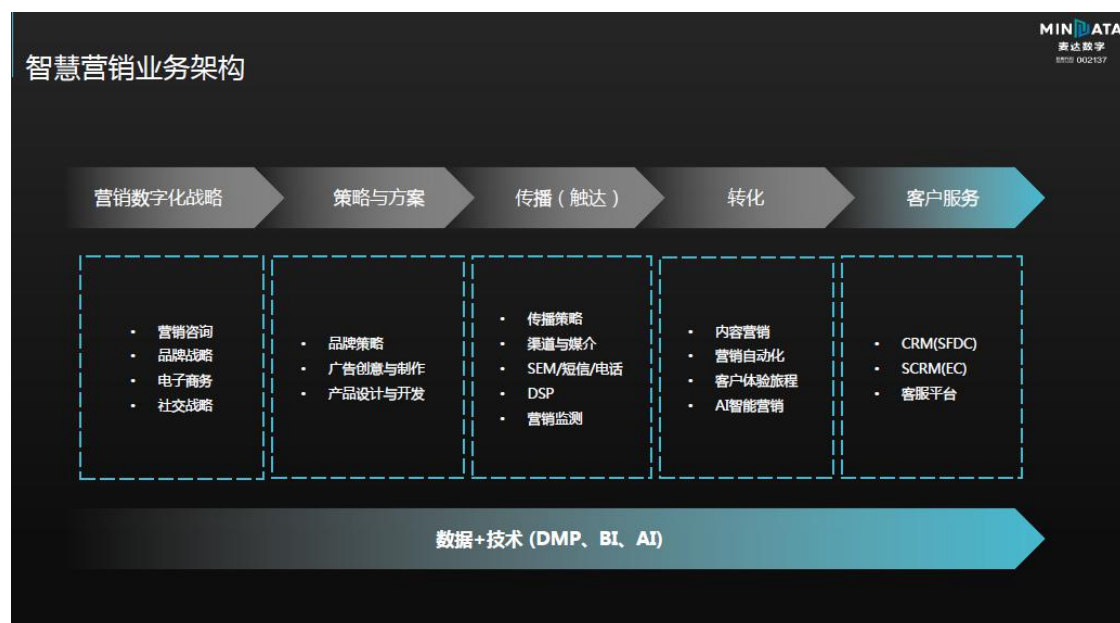 MINDATA
麦达数字
002137
智慧营销业务架构
营销数字化战略
策略与方案
传播（触达）
转化
客户服务
• 营销咨询
• 品牌战略
• 电子商务
• 社交战略
• 品牌策略
• 广告创意与制作
• 产品设计与开发
• 传播策略
• 渠道与媒介
• SEM/短信/电话
• DSP
• 营销监测
• 内容营销
• 营销自动化
• 客户体验旅程
• AI智能营销
• CRM(SFDC)
• SCRM(EC)
• 客服平台
数据+技术 (DMP、BI、AI)